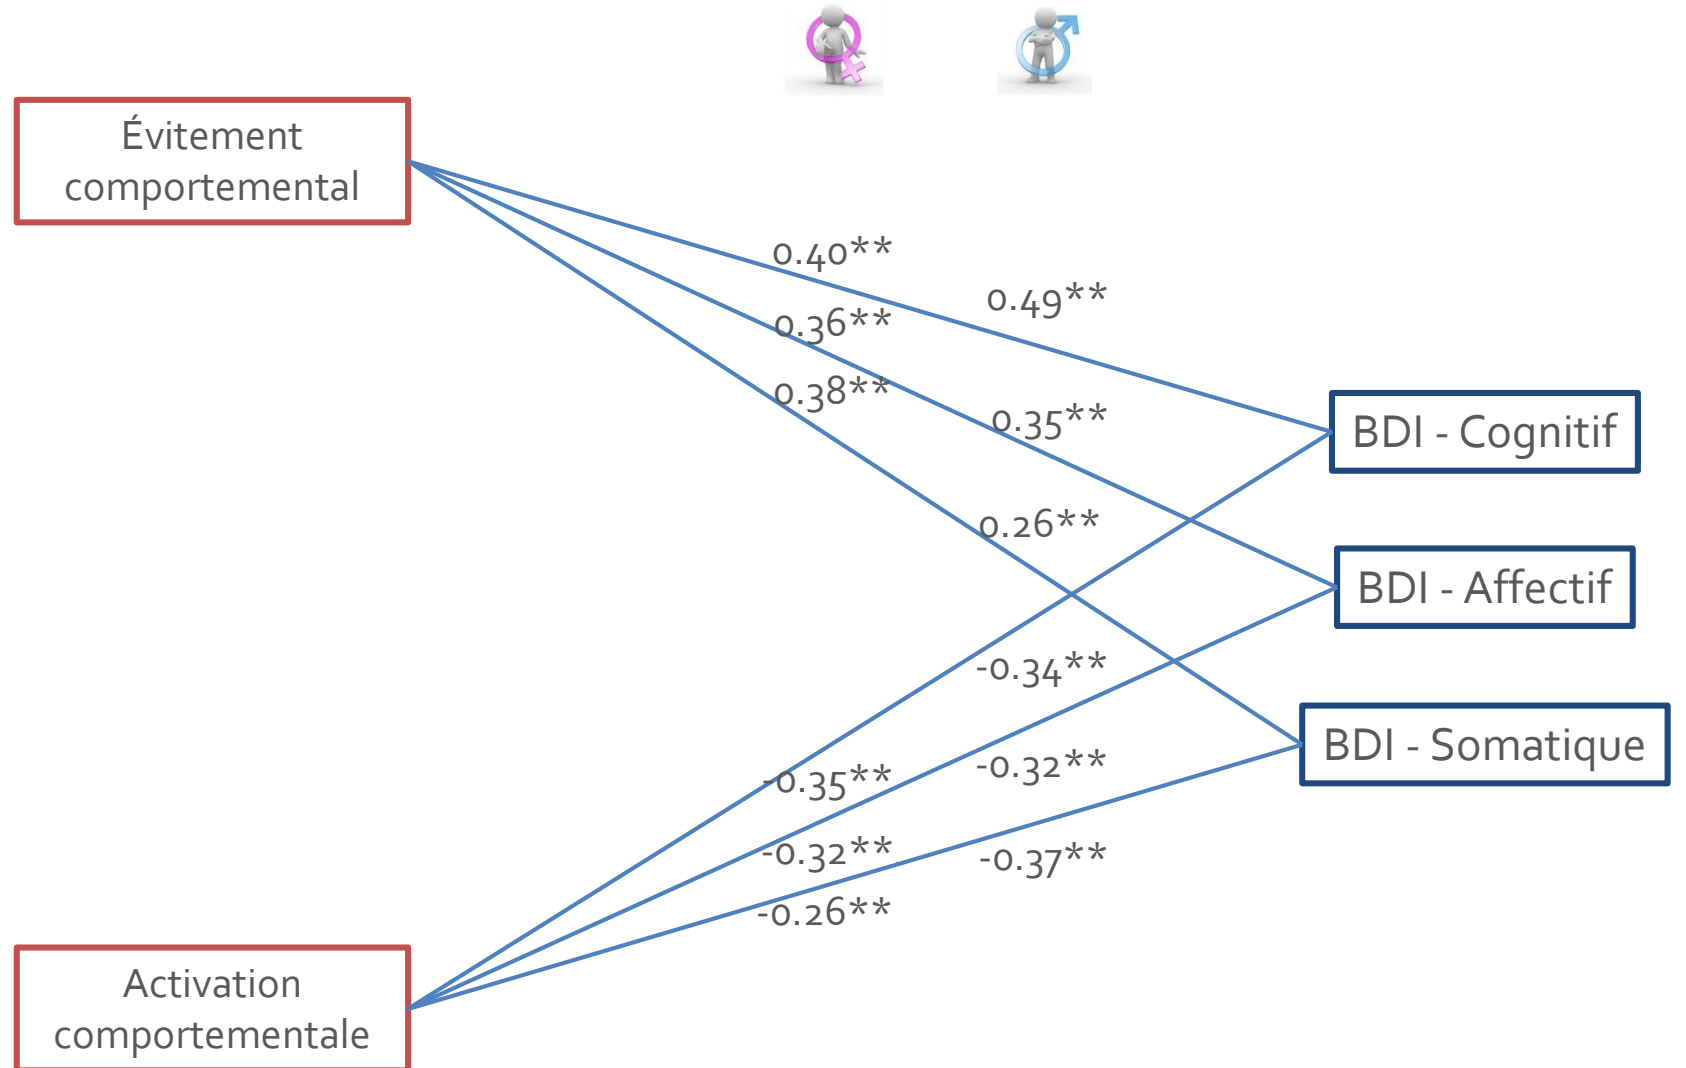 Évitement
comportemental
0.40**
0.49**
0.36**
0.38**
0.35**
BDI - Cognitif
0.26**
BDI - Affectif
-0.34**
BDI - Somatique
-0.35**
-0.32**
-0.32**
-0.37**
-0.26**
Activation
comportementale